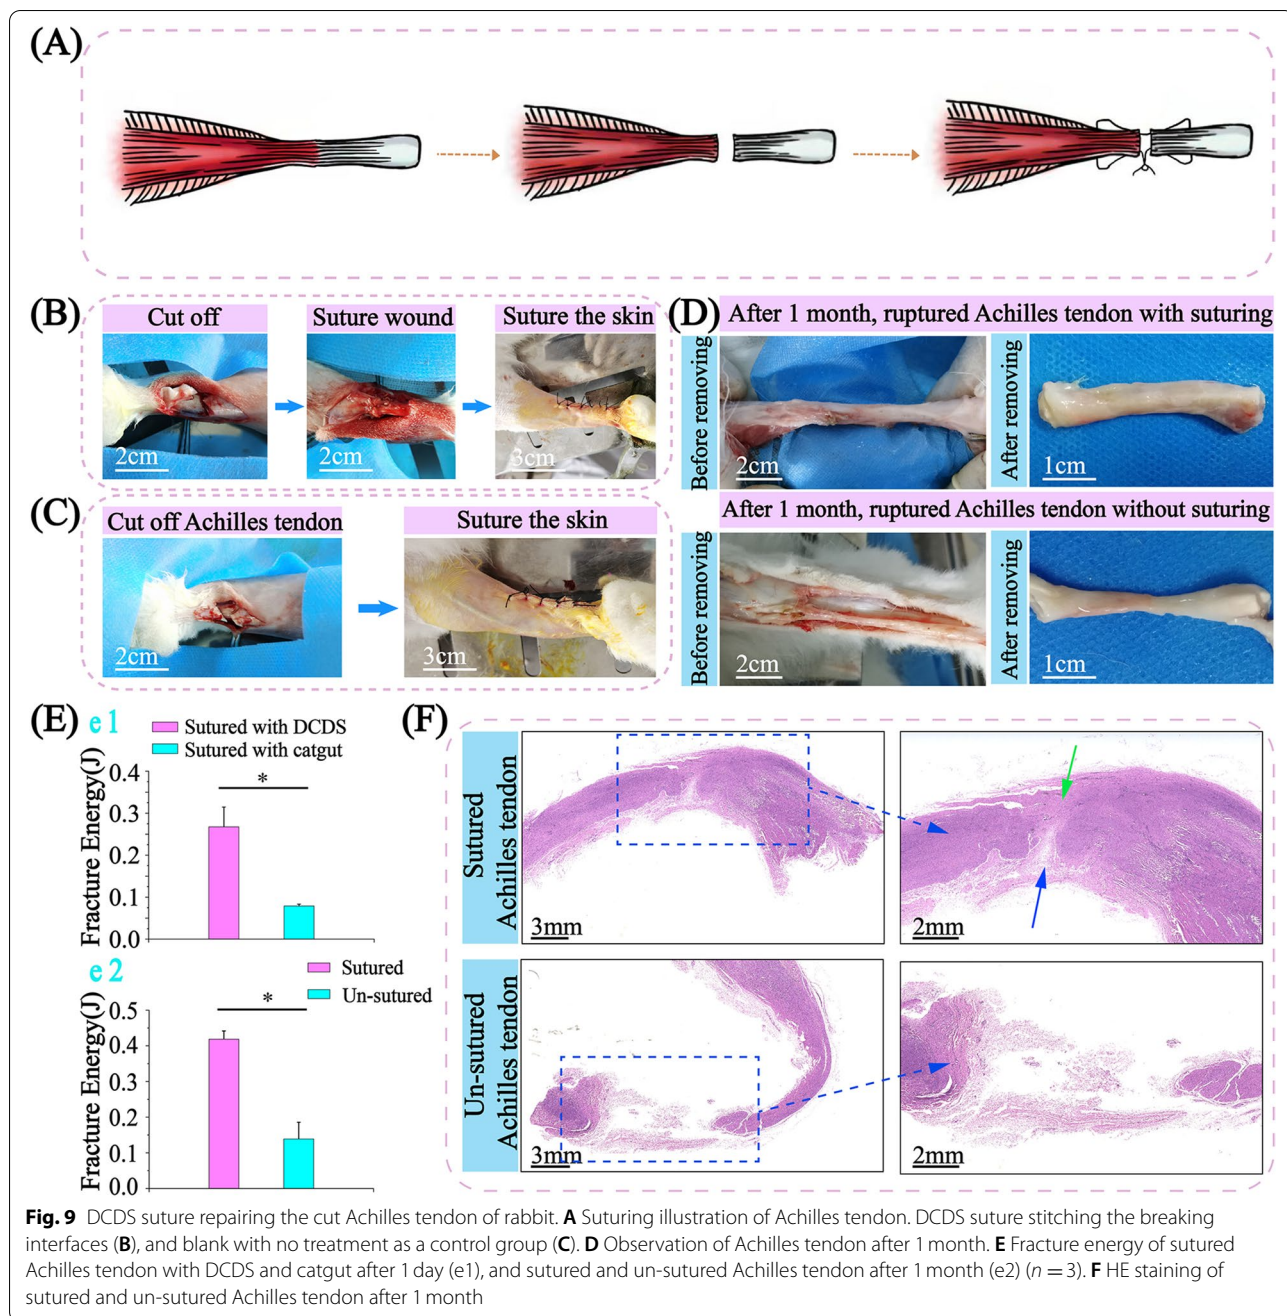 (A)
(B)
Cut off
Suture wound
Suture the skin
2cm
2cm
3cm
(C)
Cut off Achilles tendon
Suture the skin
2cm
3cm
(D)
After 1 month, ruptured Achilles tendon with suturing
Before removing
2cm
After removing
1cm
After 1 month, ruptured Achilles tendon without suturing
Before removing
2cm
After removing
1cm
(E)
e1
Sutured with DCDS
Sutured with catgut
Fracture Energy(J)
0.4
0.3
0.2
0.1
0.0
*
e2
Sutured
Un-sutured
Fracture Energy(J)
0.5
0.4
0.3
0.2
0.1
0.0
*
(F)
Sutured
Achilles tendon
3mm
2mm
Un-sutured
Achilles tendon
3mm
2mm
Fig. 9 DCDS suture repairing the cut Achilles tendon of rabbit. A Suturing illustration of Achilles tendon. DCDS suture stitching the breaking
interfaces (B), and blank with no treatment as a control group (C). D Observation of Achilles tendon after 1 month. E Fracture energy of sutured
Achilles tendon with DCDS and catgut after 1 day (e1), and sutured and un-sutured Achilles tendon after 1 month (e2) (n = 3). F HE staining of
sutured and un-sutured Achilles tendon after 1 month